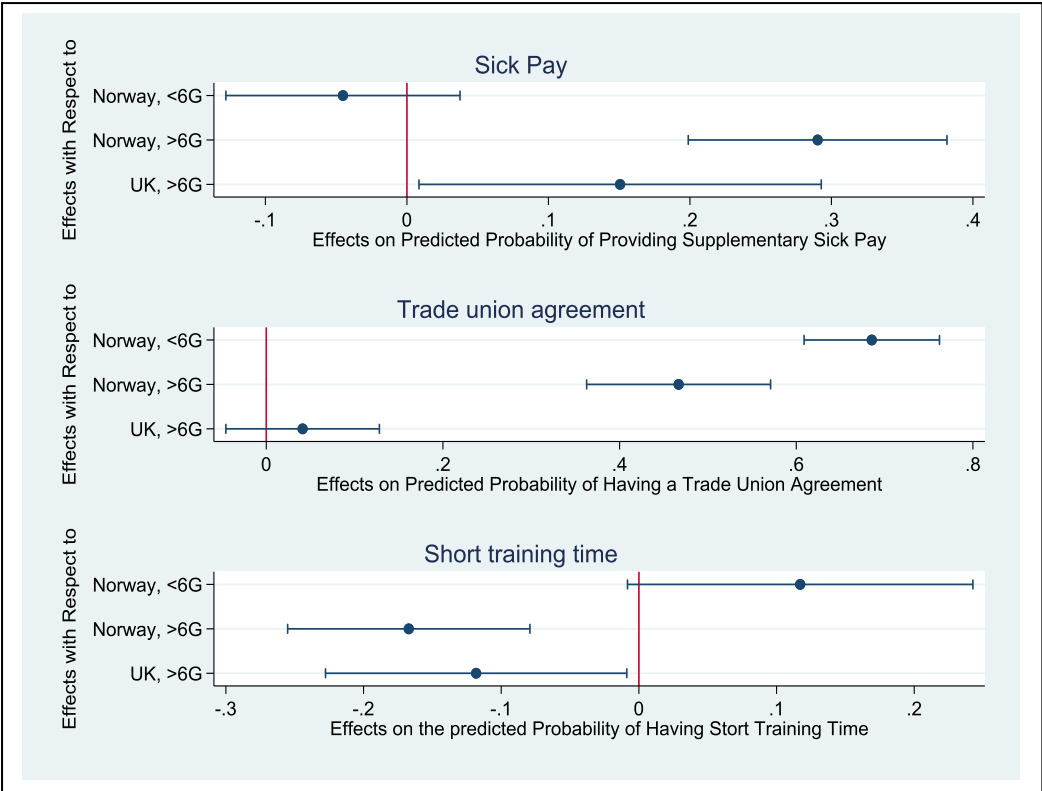 Sick Pay
Effects with Respect to
Norway, <6G
Norway, >6G
UK, >6G
-.1 0 .1 .2 .3 .4
Effects on Predicted Probability of Providing Supplementary Sick Pay
Trade union agreement
Effects with Respect to
Norway, <6G
Norway, >6G
UK, >6G
0 .2 .4 .6 .8
Effects on Predicted Probability of Having a Trade Union Agreement
Short training time
Effects with Respect to
Norway, <6G
Norway, >6G
UK, >6G
-.3 -.2 -.1 0 .1 .2
Effects on the predicted Probability of Having Stort Training Time